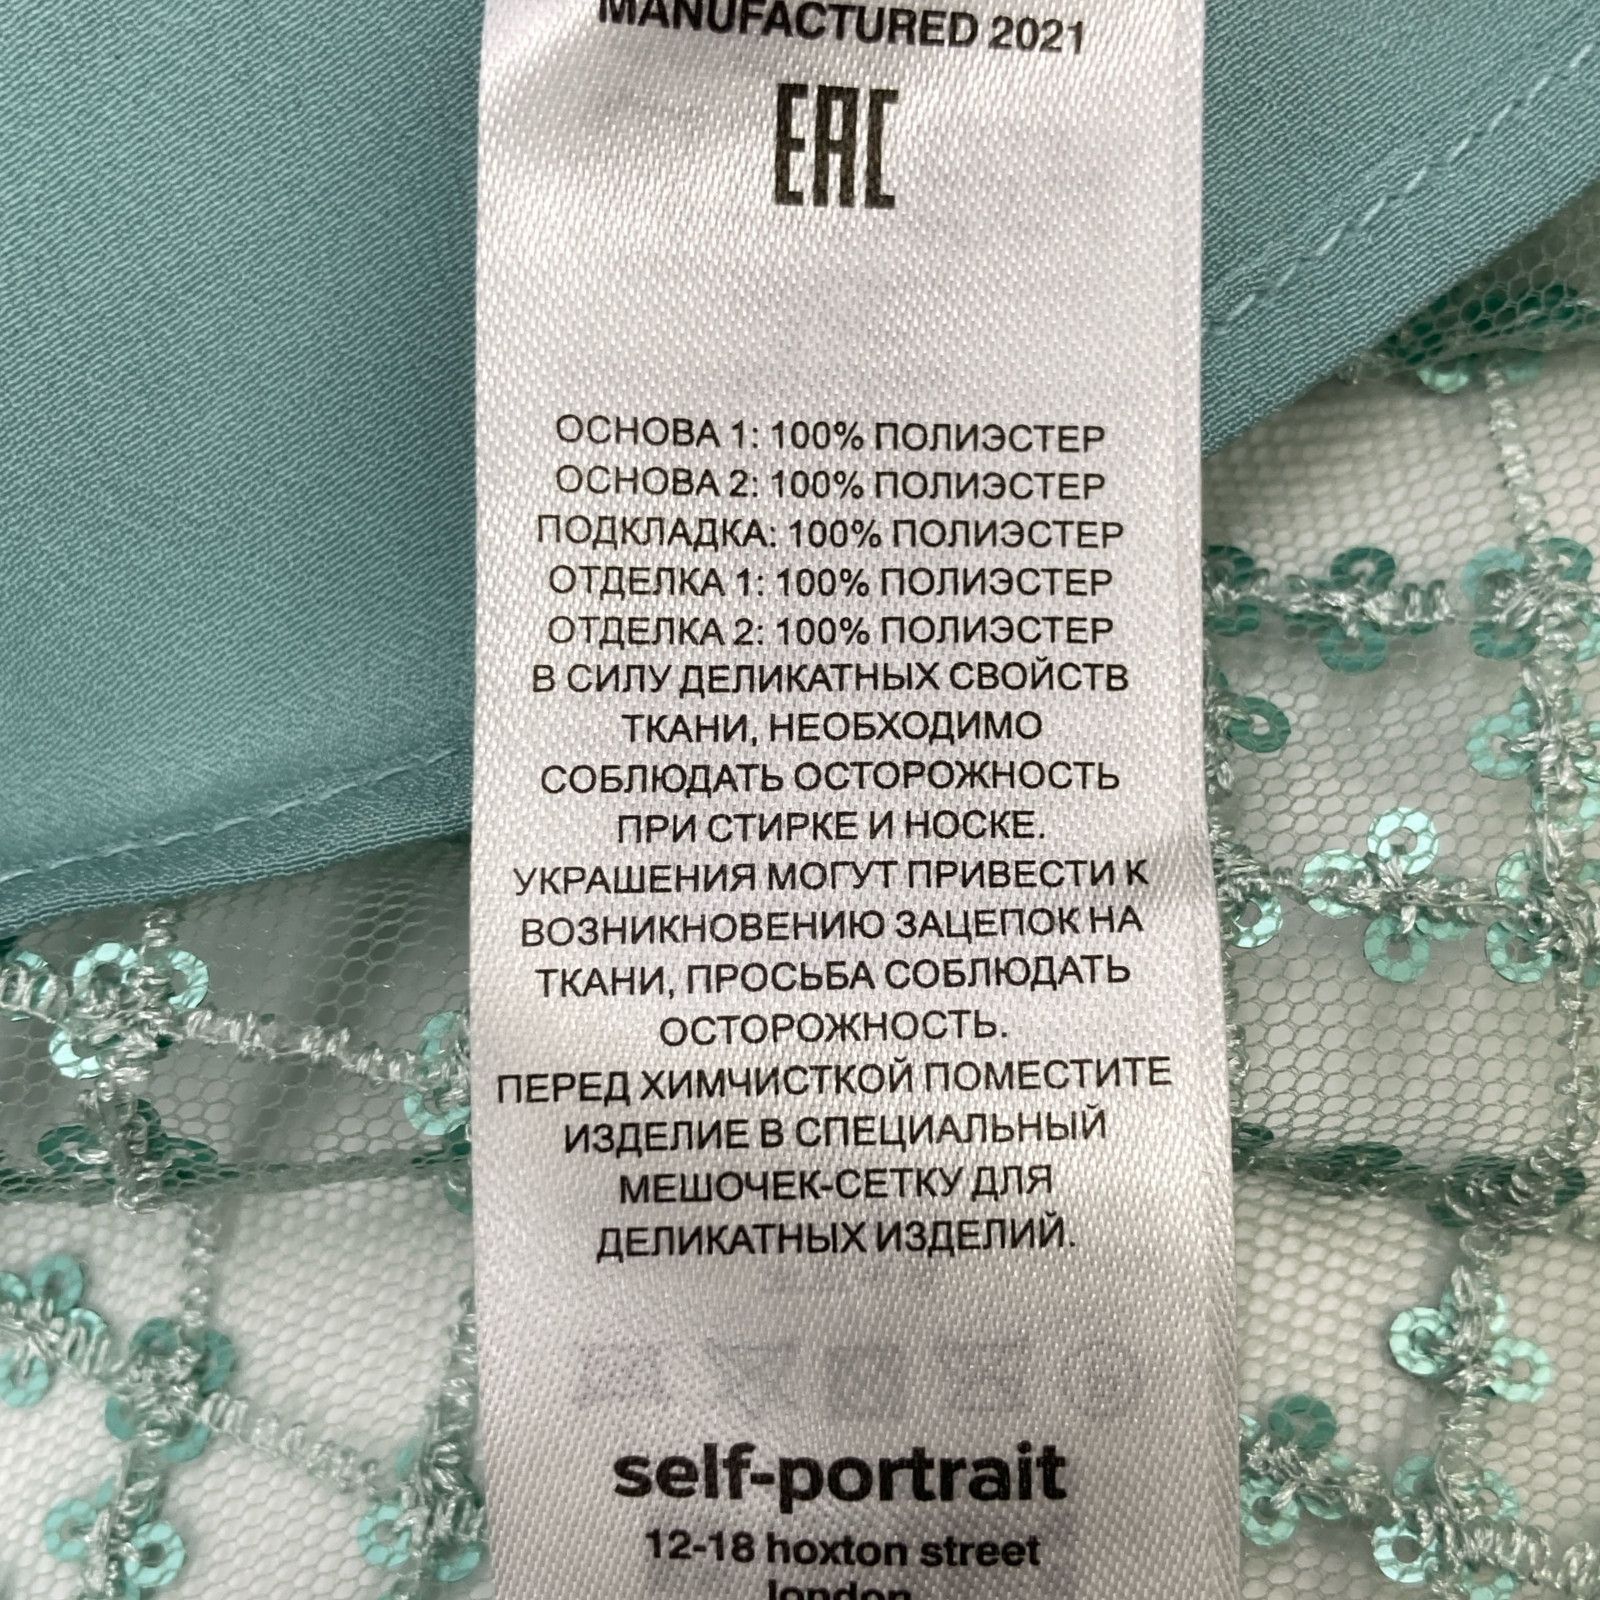 MANUFACTURED 2021
EAC
ОСНОВА 1: 100% ПОЛИЭСТЕР
ОСНОВА 2: 100% ПОЛИЭСТЕР
ПОДКЛАДКА: 100% ПОЛИЭСТЕР
ОТДЕЛКА 1: 100% ПОЛИЭСТЕР
ОТДЕЛКА 2: 100% ПОЛИЭСТЕР
В СИЛУ ДЕЛИКАТНЫХ СВОЙСТВ
ТКАНИ, НЕОБХОДИМО
СОБЛЮДАТЬ ОСТОРОЖНОСТЬ
ПРИ СТИРКЕ И НОСКЕ.
УКРАШЕНИЯ МОГУТ ПРИВЕСТИ К
ВОЗНИКНОВЕНИЮ ЗАЦЕПОК НА
ТКАНИ, ПРОСЬБА СОБЛЮДАТЬ
ОСТОРОЖНОСТЬ.
ПЕРЕД ХИМЧИСТКОЙ ПОМЕСТИТЕ
ИЗДЕЛИЕ В СПЕЦИАЛЬНЫЙ
МЕШОЧЕК-СЕТКУ ДЛЯ
ДЕЛИКАТНЫХ ИЗДЕЛИЙ.
self-portrait
12-18 hoxton street
london